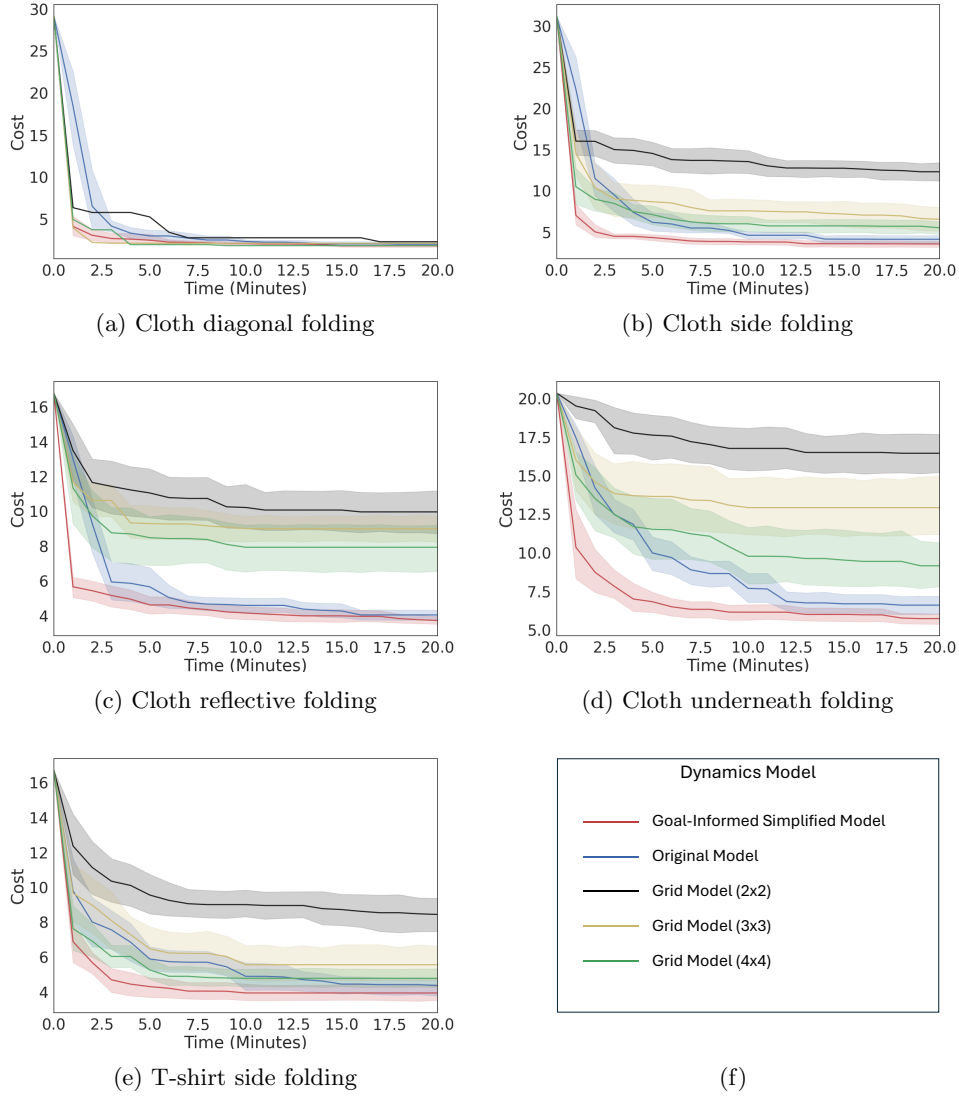 30
25
20
15
10
5
Cost
0.0 2.5 5.0 7.5 10.0 12.5 15.0 17.5 20.0
Time (Minutes)
(a) Cloth diagonal folding
30
25
20
15
10
5
Cost
0.0 2.5 5.0 7.5 10.0 12.5 15.0 17.5 20.0
Time (Minutes)
(b) Cloth side folding
16
14
12
10
8
6
4
Cost
0.0 2.5 5.0 7.5 10.0 12.5 15.0 17.5 20.0
Time (Minutes)
(c) Cloth reflective folding
20.0
17.5
15.0
12.5
10.0
7.5
5.0
Cost
0.0 2.5 5.0 7.5 10.0 12.5 15.0 17.5 20.0
Time (Minutes)
(d) Cloth underneath folding
16
14
12
10
8
6
4
Cost
0.0 2.5 5.0 7.5 10.0 12.5 15.0 17.5 20.0
Time (Minutes)
(e) T-shirt side folding
Dynamics Model
Goal-Informed Simplified Model
Original Model
Grid Model (2x2)
Grid Model (3x3)
Grid Model (4x4)
(f)